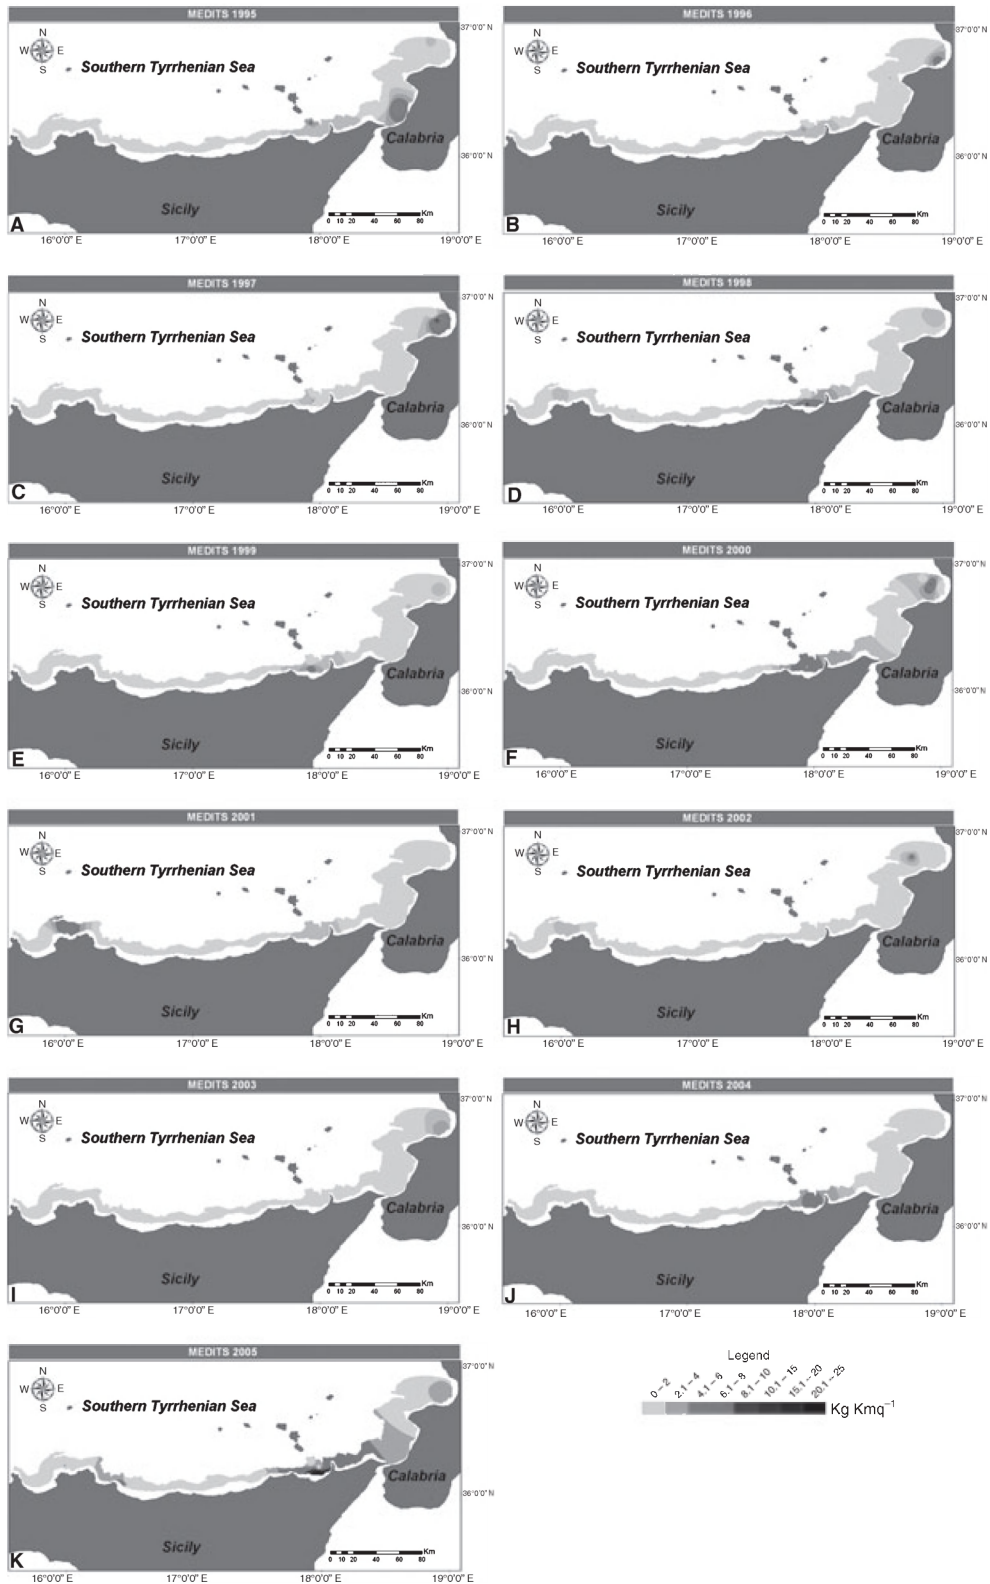 MEDITS 1995
N
W E
S
Southern Tyrrhenian Sea
37°0'0" N
Calabria
36°0'0" N
Sicily
Km
0 10 20 40 60 80
A
16°0'0" E 17°0'0" E 18°0'0" E 19°0'0" E
MEDITS 1996
N
W E
S
Southern Tyrrhenian Sea
37°0'0" N
Calabria
36°0'0" N
Sicily
Km
0 10 20 40 60 80
B
16°0'0" E 17°0'0" E 18°0'0" E 19°0'0" E
MEDITS 1997
N
W E
S
Southern Tyrrhenian Sea
37°0'0" N
Calabria
36°0'0" N
Sicily
Km
0 10 20 40 60 80
C
16°0'0" E 17°0'0" E 18°0'0" E 19°0'0" E
MEDITS 1998
N
W E
S
Southern Tyrrhenian Sea
37°0'0" N
Calabria
36°0'0" N
Sicily
Km
0 10 20 40 60 80
D
16°0'0" E 17°0'0" E 18°0'0" E 19°0'0" E
MEDITS 1999
N
W E
S
Southern Tyrrhenian Sea
37°0'0" N
Calabria
36°0'0" N
Sicily
Km
0 10 20 40 60 80
E
16°0'0" E 17°0'0" E 18°0'0" E 19°0'0" E
MEDITS 2000
N
W E
S
Southern Tyrrhenian Sea
37°0'0" N
Calabria
36°0'0" N
Sicily
Km
0 10 20 40 60 80
F
16°0'0" E 17°0'0" E 18°0'0" E 19°0'0" E
MEDITS 2001
N
W E
S
Southern Tyrrhenian Sea
37°0'0" N
Calabria
36°0'0" N
Sicily
Km
0 10 20 40 60 80
G
16°0'0" E 17°0'0" E 18°0'0" E 19°0'0" E
MEDITS 2002
N
W E
S
Southern Tyrrhenian Sea
37°0'0" N
Calabria
36°0'0" N
Sicily
Km
0 10 20 40 60 80
H
16°0'0" E 17°0'0" E 18°0'0" E 19°0'0" E
MEDITS 2003
N
W E
S
Southern Tyrrhenian Sea
37°0'0" N
Calabria
36°0'0" N
Sicily
Km
0 10 20 40 60 80
I
16°0'0" E 17°0'0" E 18°0'0" E 19°0'0" E
MEDITS 2004
N
W E
S
Southern Tyrrhenian Sea
37°0'0" N
Calabria
36°0'0" N
Sicily
Km
0 10 20 40 60 80
J
16°0'0" E 17°0'0" E 18°0'0" E 19°0'0" E
MEDITS 2005
N
W E
S
Southern Tyrrhenian Sea
37°0'0" N
Calabria
36°0'0" N
Sicily
Km
0 10 20 40 60 80
K
16°0'0" E 17°0'0" E 18°0'0" E 19°0'0" E
Legend
0 – 2 2.1 – 4 4.1 – 6 6.1 – 8 8.1 – 10 10.1 – 15 15.1 – 20 20.1 – 25
Kg Kmq⁻¹